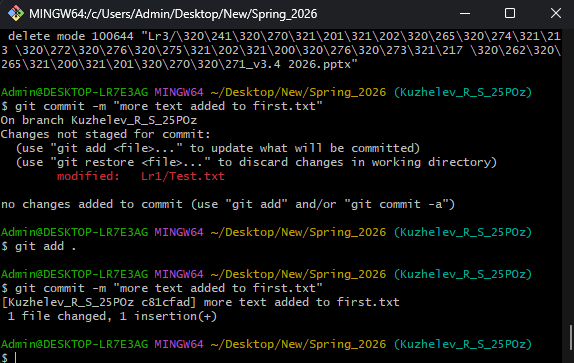 MINGW64:/c/Users/Admin/Desktop/New/Spring_2026
 delete mode 100644 "Lr3/\320\241\320\270\321\201\321\202\320\265\320\274\321\21
3 \320\272\320\276\320\275\321\202\321\200\320\276\320\273\321\217 \320\262\320\
265\321\200\321\201\320\270\320\271_v3.4 2026.pptx"

Admin@DESKTOP-LR7E3AG MINGW64 ~/Desktop/New/Spring_2026 (Kuzhelev_R_S_25POz)
$ git commit -m "more text added to first.txt"
On branch Kuzhelev_R_S_25POz
Changes not staged for commit:
  (use "git add <file>..." to update what will be committed)
  (use "git restore <file>..." to discard changes in working directory)
        modified:   Lr1/Test.txt

no changes added to commit (use "git add" and/or "git commit -a")

Admin@DESKTOP-LR7E3AG MINGW64 ~/Desktop/New/Spring_2026 (Kuzhelev_R_S_25POz)
$ git add .

Admin@DESKTOP-LR7E3AG MINGW64 ~/Desktop/New/Spring_2026 (Kuzhelev_R_S_25POz)
$ git commit -m "more text added to first.txt"
[Kuzhelev_R_S_25POz c81cfad] more text added to first.txt
 1 file changed, 1 insertion(+)

Admin@DESKTOP-LR7E3AG MINGW64 ~/Desktop/New/Spring_2026 (Kuzhelev_R_S_25POz)
$